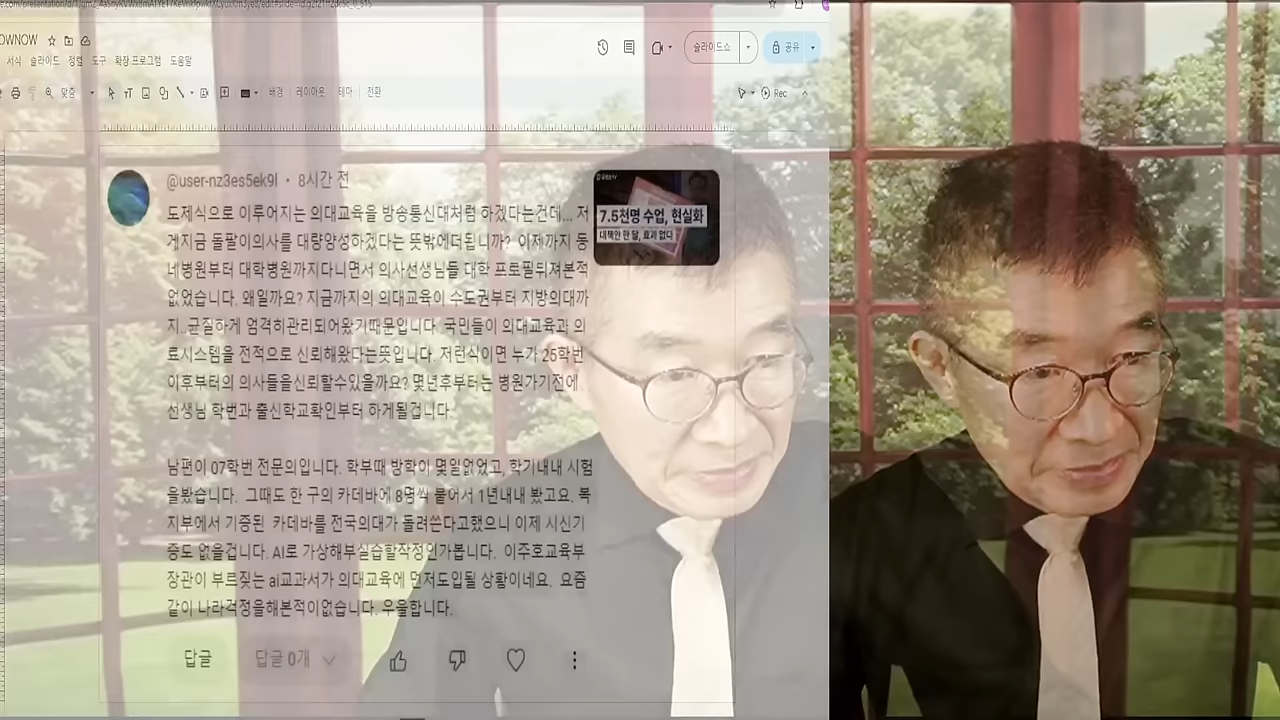 OWNOW
서식 슬라이드 정렬 도구 확장 프로그램 도움말
슬라이드쇼
공유
맞춤
배경 레이아웃 테마 전환
Rec
@user-nz3es5ek9l • 8시간 전
도제식으로 이루어지는 의대교육을 방송통신대처럼 하겠다는건데... 저
게지금 돌팔이의사를 대량양성하겠다는 뜻밖에더됩니까? 이제까지 동
네병원부터 대학병원까지다니면서 의사선생님들 대학 프로필뒤져본적
없었습니다. 왜일까요? 지금까지의 의대교육이 수도권부터 지방의대까
지..균질하게 엄격히관리되어왔기때문입니다. 국민들이 의대교육과 의
료시스템을 전적으로 신뢰해왔다는뜻입니다. 저런식이면 누가 25학번
이후부터의 의사들을신뢰할수있을까요? 몇년후부터는 병원가기전에
선생님 학번과 출신학교확인부터 하게될겁니다.
남편이 07학번 전문의입니다. 학부때 방학이 몇일없었고, 학기내내 시험
을봤습니다. 그때도 한 구의 카데바에 8명씩 붙어서 1년내내 봤고요. 복
지부에서 기증된 카데바를 전국의대가 돌려쓴다고했으니 이제 시신기
증도 없을겁니다. AI로 가상해부실습할작정인가봅니다. 이주호교육부
장관이 부르짖는 ai교과서가 의대교육에 먼저도입될 상황이네요. 요즘
같이 나라걱정을해본적이없습니다. 우울합니다.
7.5천명 수업, 현실화
대책안 한 달, 효과 없다
답글
답글 0개